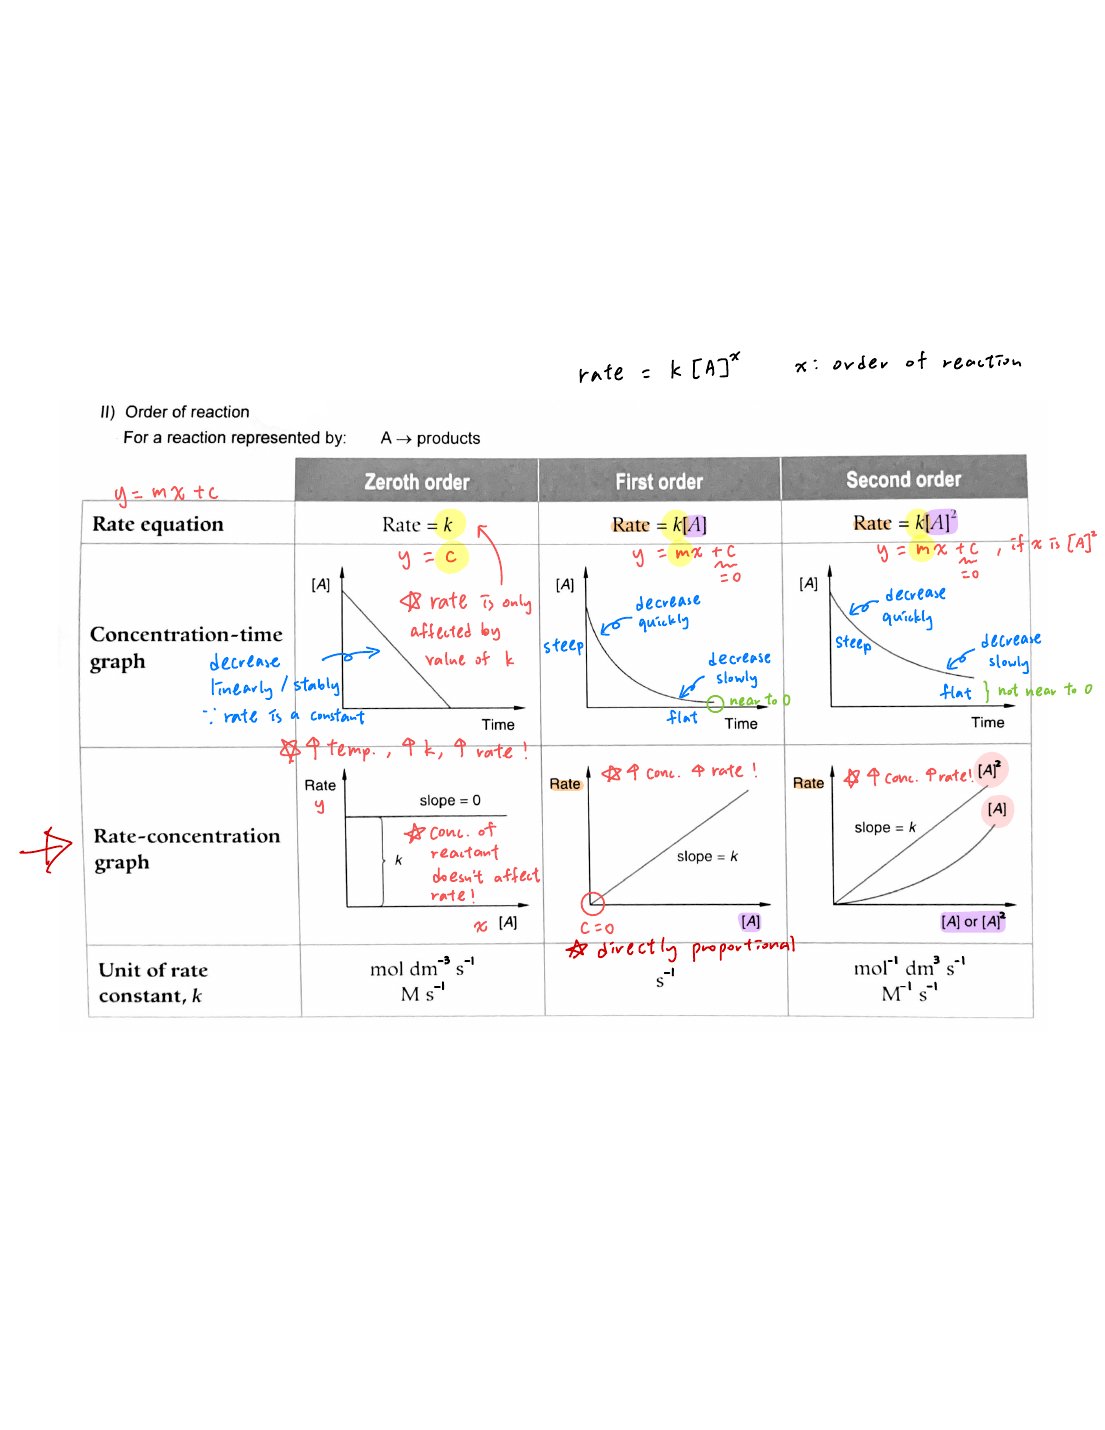 rate = k [A]ˣ x: order of reaction
II) Order of reaction
For a reaction represented by: A → products
Zeroth order First order Second order
y = mx + c
Rate equation Rate = k Rate = k[A] Rate = k[A]²
y = c y = mx + c y = mx + c , if x is [A]²
=0 =0
Concentration-time
graph
[A]
☆ rate is only
affected by
value of k
decrease
linearly / stably
∵ rate is a constant
Time
☆ ↑ temp., ↑ k, ↑ rate !
[A]
decrease
quickly
steep
decrease
slowly
near to 0
flat
Time
[A]
decrease
quickly
steep
decrease
slowly
flat } not near to 0
Time
Rate-concentration
graph
Rate
y
slope = 0
☆ conc. of
reactant
doesn't affect
rate!
k
x [A]
Rate
☆ ↑ conc. ↑ rate !
slope = k
c=0
[A]
☆ directly proportional
Rate
☆ ↑ conc. ↑ rate! [A]²
[A]
slope = k
[A] or [A]²
Unit of rate
constant, k
mol dm⁻³ s⁻¹
M s⁻¹
s⁻¹
mol⁻¹ dm³ s⁻¹
M⁻¹ s⁻¹